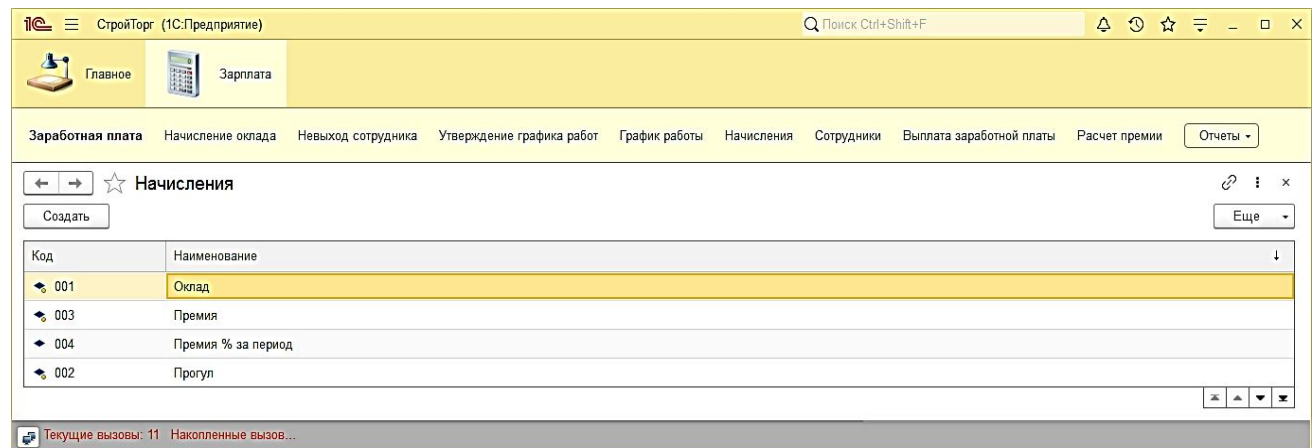 1С СтройТорг (1С:Предприятие) Поиск Ctrl+Shift+F
Главное Зарплата
Заработная плата Начисление оклада Невыход сотрудника Утверждение графика работ График работы Начисления Сотрудники Выплата заработной платы Расчет премии Отчеты
Начисления
Создать Еще
Код Наименование
001 Оклад
003 Премия
004 Премия % за период
002 Прогул
Текущие вызовы: 11 Накопленные вызов...